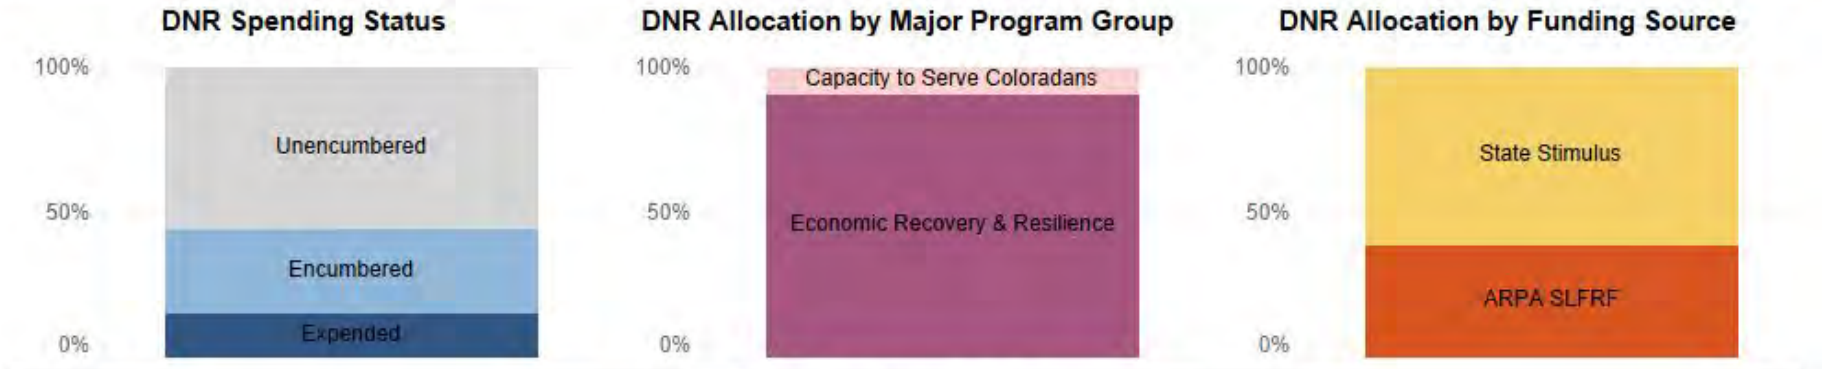 DNR Spending Status
100%
Unencumbered
50%
Encumbered
Expended
0%
DNR Allocation by Major Program Group
100%
Capacity to Serve Coloradans
50%
Economic Recovery & Resilience
0%
DNR Allocation by Funding Source
100%
State Stimulus
50%
ARPA SLFRF
0%